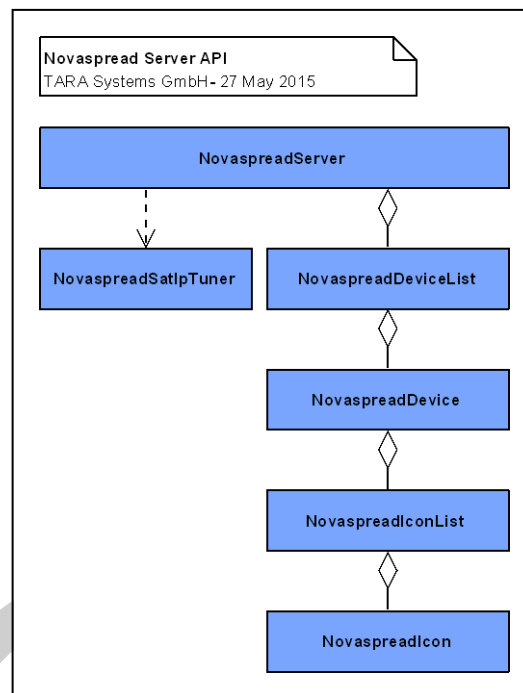 Novaspread Server API
TARA Systems GmbH- 27 May 2015
NovaspreadServer
NovaspreadSatIpTuner
NovaspreadDeviceList
NovaspreadDevice
NovaspreadIconList
NovaspreadIcon